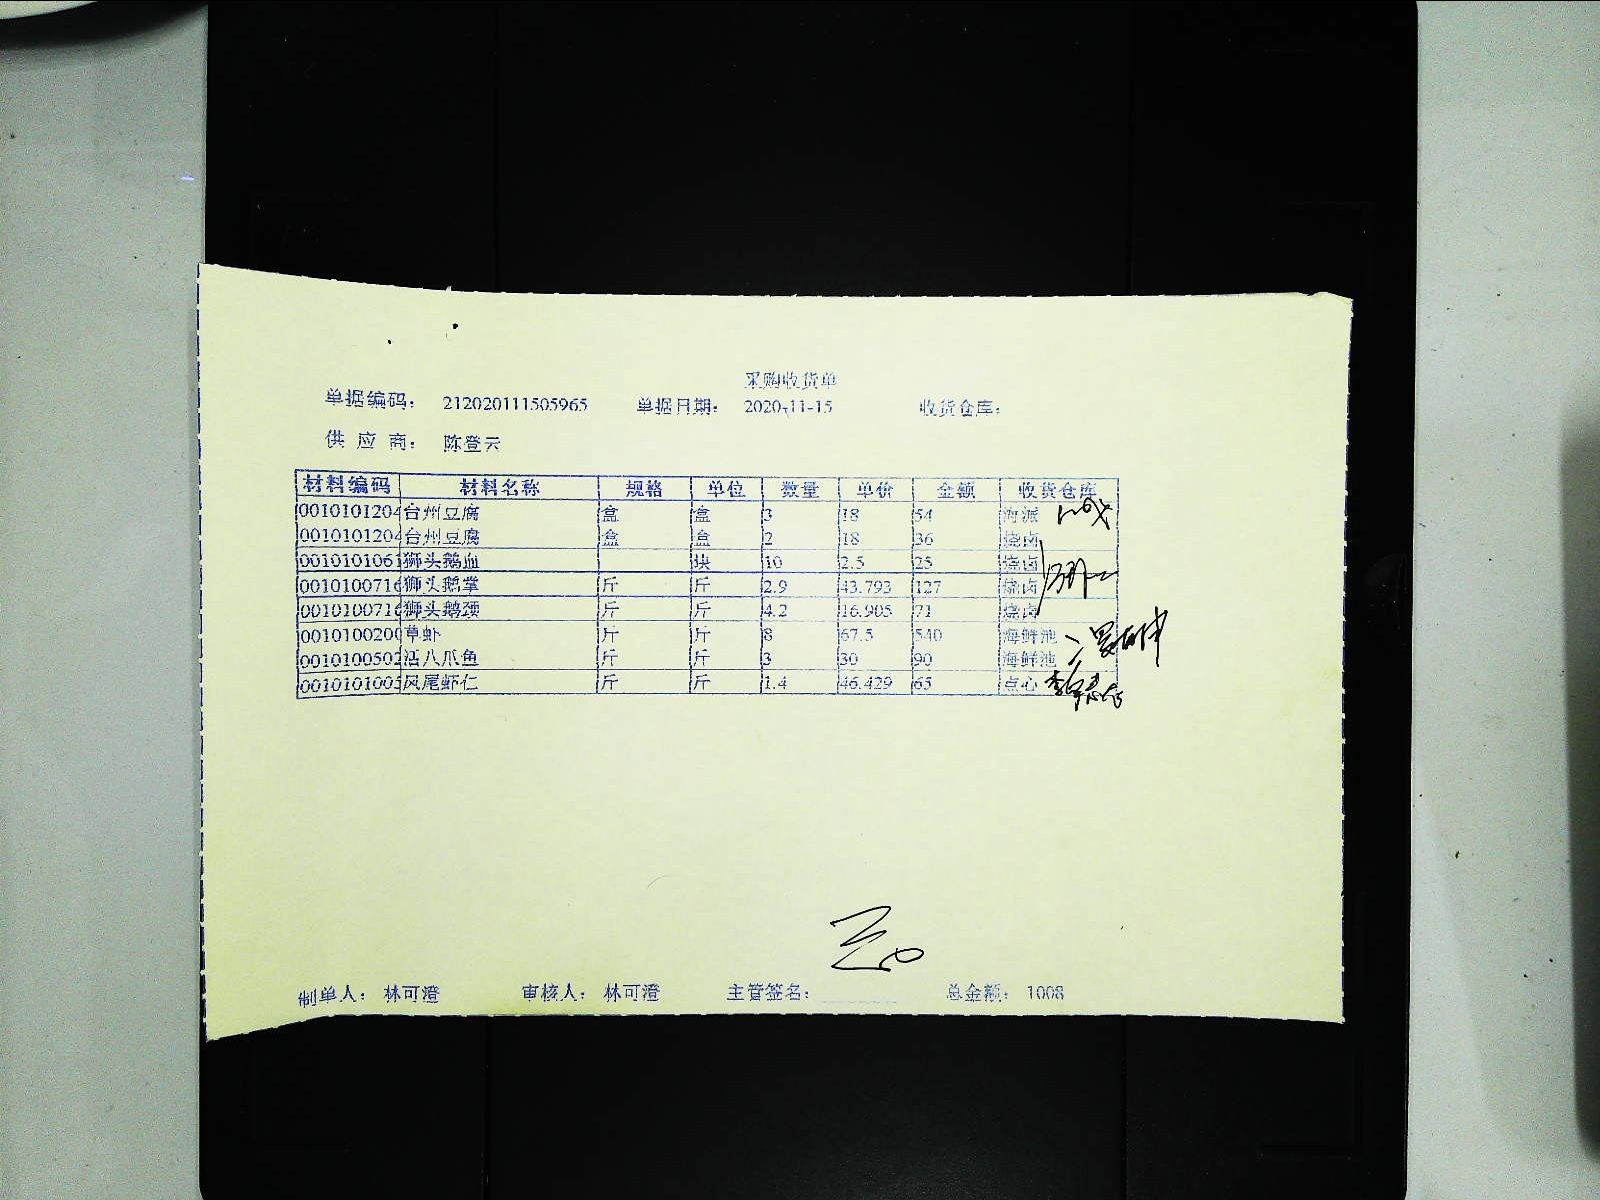 采购收货单
单据编码： 212020111505965 单据日期： 2020-11-15 收货仓库：
供 应 商： 陈登云
材料编码 材料名称 规格 单位 数量 单价 金额 收货仓库
0010101204 台州豆腐 盒 盒 3 18 54 海派
0010101204 台州豆腐 盒 盒 2 18 36 烧卤
0010101061 狮头鹅血 块 10 2.5 25 烧卤
0010100716 狮头鹅掌 斤 斤 2.9 43.793 127 烧卤
0010100716 狮头鹅颈 斤 斤 4.2 16.905 71 烧卤
0010100200 草虾 斤 斤 8 67.5 540 海鲜池
0010100502 活八爪鱼 斤 斤 3 30 90 海鲜池
0010101005 凤尾虾仁 斤 斤 1.4 46.429 65 点心
制单人： 林可澄 审核人： 林可澄 主管签名： 总金额： 1008